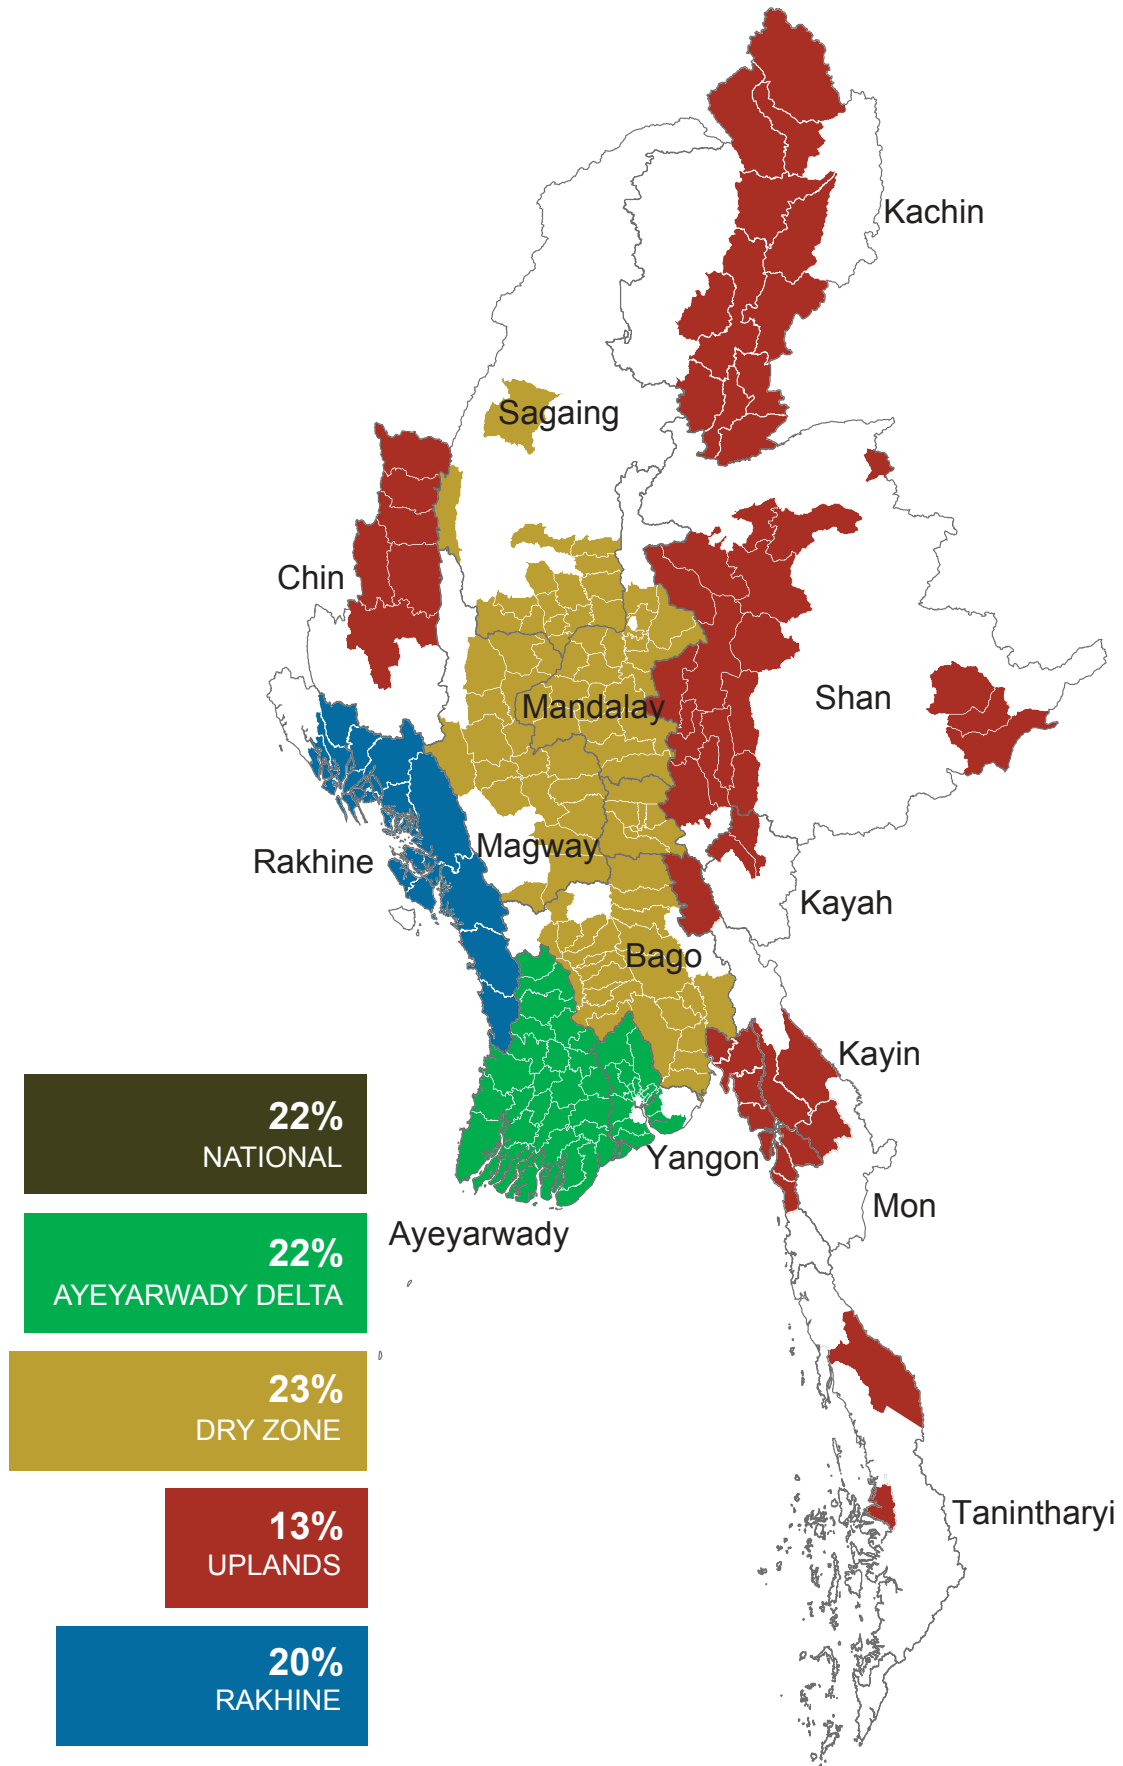 Kachin
Sagaing
Chin
Shan
Mandalay
Magway
Rakhine
Kayah
Bago
Kayin
22%
NATIONAL
Yangon
Mon
Ayeyarwady
22%
AYEYARWADY DELTA
23%
DRY ZONE
13%
UPLANDS
Tanintharyi
20%
RAKHINE